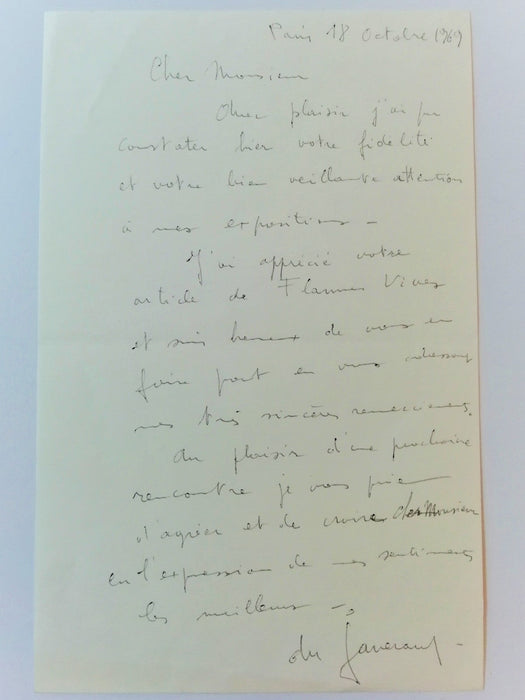 Paris 18 Octobre 1969
Cher Monsieur
Avec plaisir j'ai pu
constater hier votre fidelité
et votre bien veillante attention
à mes expositions -
J'ai apprécié votre
article de Flammes Vives
et suis heureux de vous en
faire part en vous adressant
mes très sincères remerciements.
Au plaisir d'une prochaine
rencontre je vous prie
d'agréer et de croire cher Monsieur
en l'expression de mes sentiments
les meilleurs -